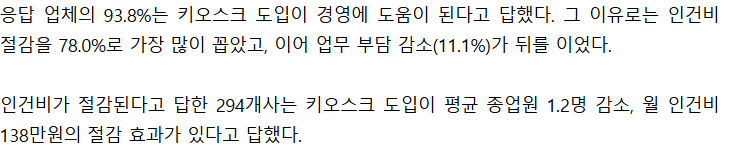 응답 업체의 93.8%는 키오스크 도입이 경영에 도움이 된다고 답했다. 그 이유로는 인건비
절감을 78.0%로 가장 많이 꼽았고, 이어 업무 부담 감소(11.1%)가 뒤를 이었다.
인건비가 절감된다고 답한 294개사는 키오스크 도입이 평균 종업원 1.2명 감소, 월 인건비
138만원의 절감 효과가 있다고 답했다.